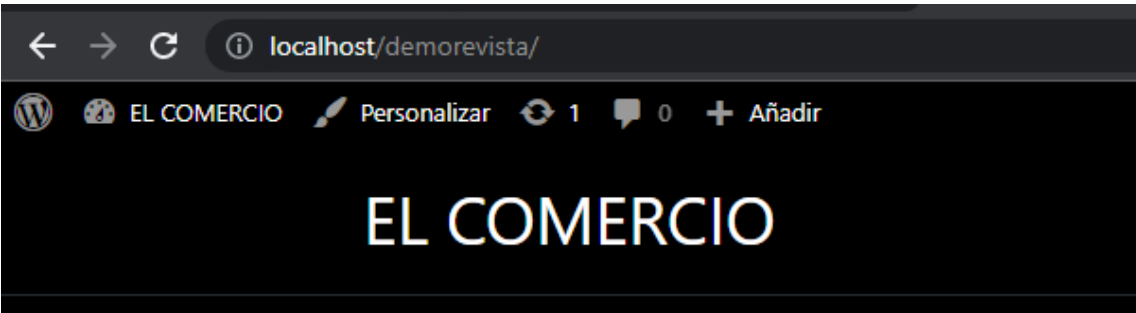 localhost/demorevista/
EL COMERCIO Personalizar 1 0 Añadir
EL COMERCIO